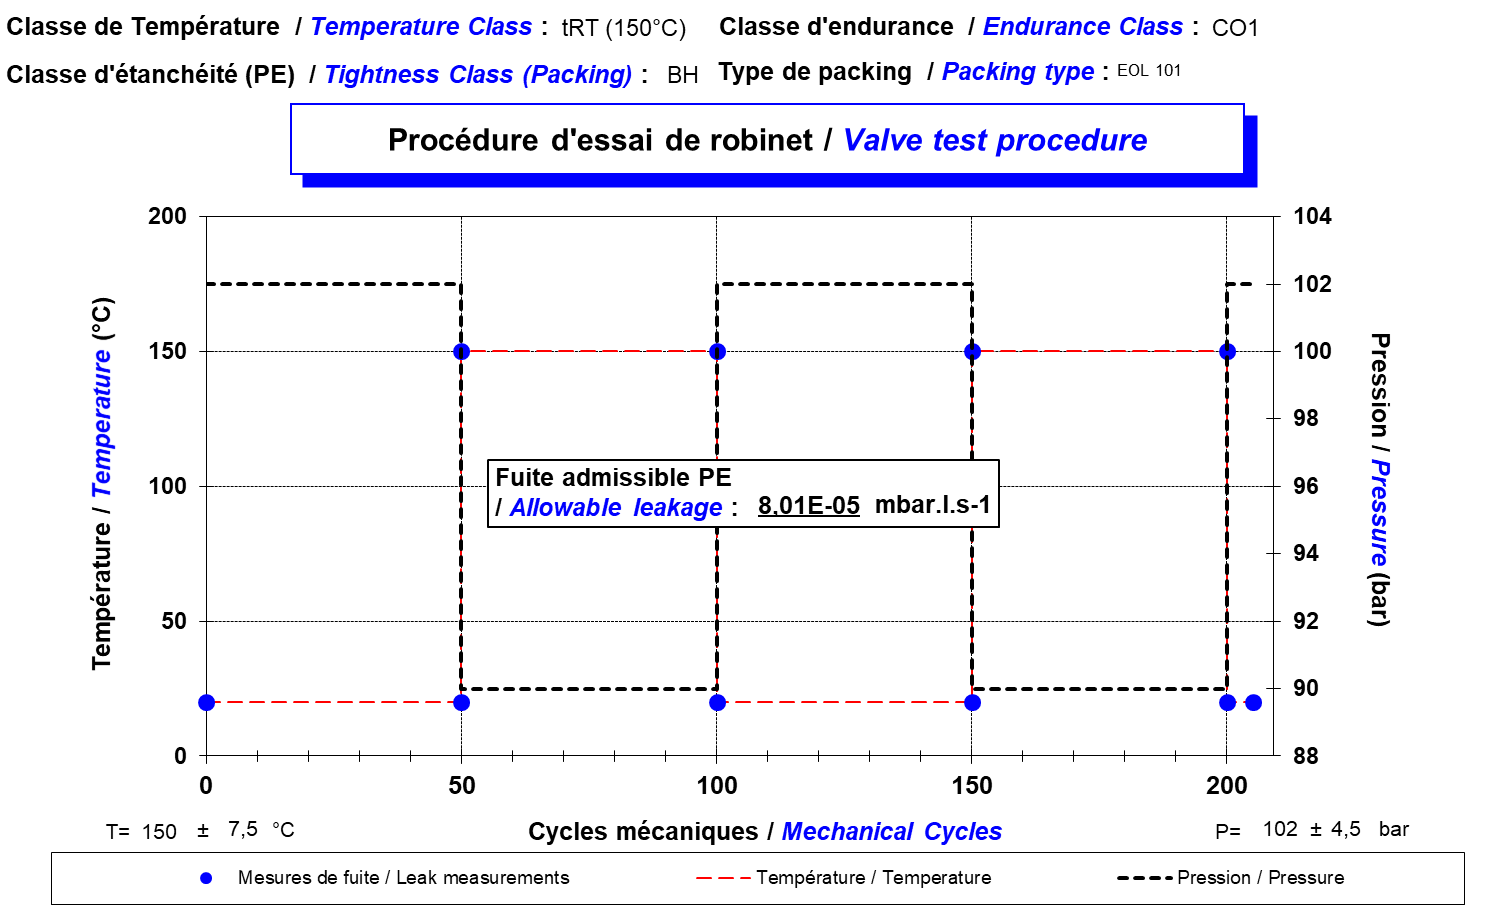 Classe de Température / Temperature Class : tRT (150°C) Classe d'endurance / Endurance Class : CO1
Classe d'étanchéité (PE) / Tightness Class (Packing) : BH Type de packing / Packing type : EOL 101
Procédure d'essai de robinet / Valve test procedure
200
150
100
50
0
Température / Temperature (°C)
104
102
100
98
96
94
92
90
88
Pression / Pressure (bar)
Fuite admissible PE
/ Allowable leakage : 8,01E-05 mbar.l.s-1
0 50 100 150 200
T= 150 ± 7,5 °C
Cycles mécaniques / Mechanical Cycles
P= 102 ± 4,5 bar
Mesures de fuite / Leak measurements
Température / Temperature
Pression / Pressure